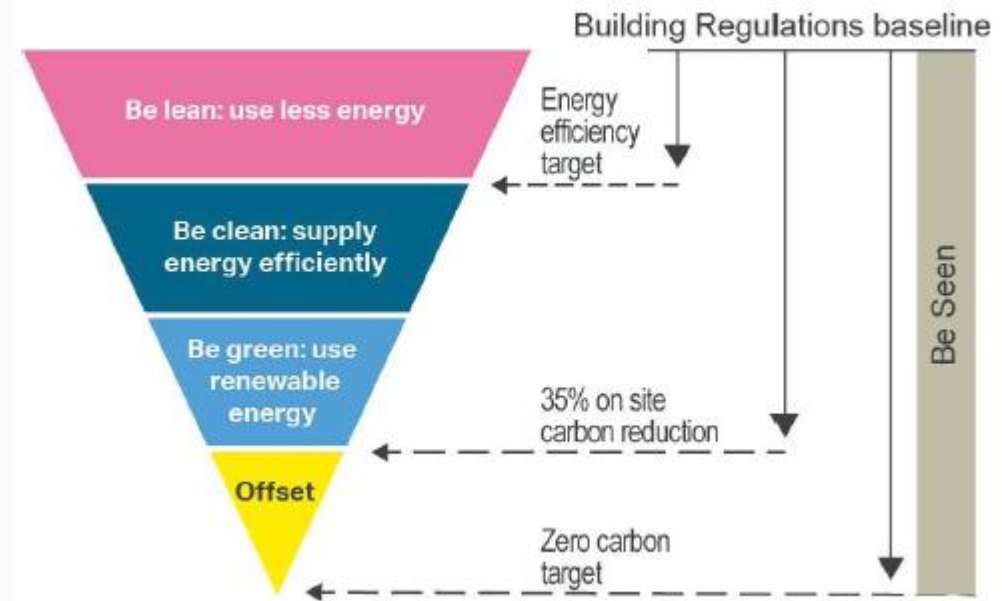 Building Regulations baseline
Be lean: use less energy
Energy
efficiency
target
Be clean: supply
energy efficiently
Be Seen
Be green: use
renewable
energy
35% on site
carbon reduction
Offset
Zero carbon
target